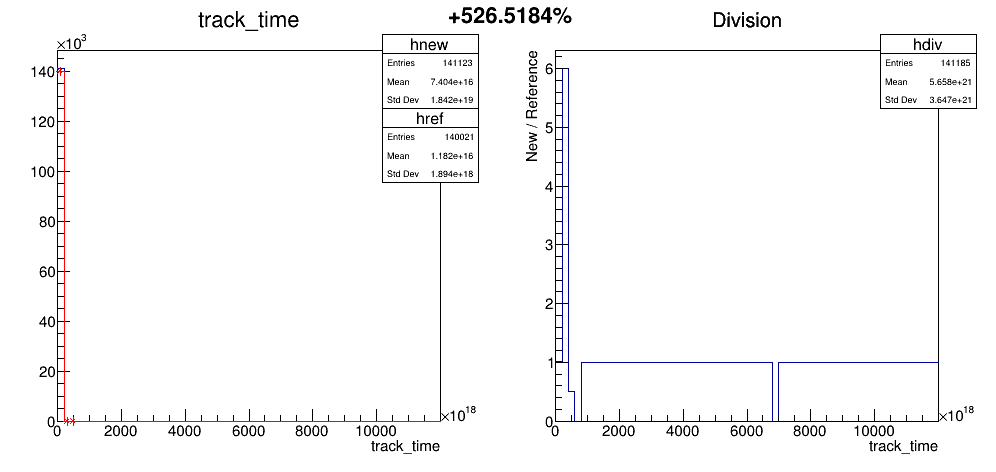 track_time
+526.5184%
Division
×10³
hnew
Entries 141123
Mean 7.404e+16
Std Dev 1.842e+19
href
Entries 140021
Mean 1.182e+16
Std Dev 1.894e+18
140
120
100
80
60
40
20
0
0 2000 4000 6000 8000 10000
×10¹⁸
track_time
hdiv
Entries 141185
Mean 5.658e+21
Std Dev 3.647e+21
New / Reference
6
5
4
3
2
1
0
0 2000 4000 6000 8000 10000
×10¹⁸
track_time